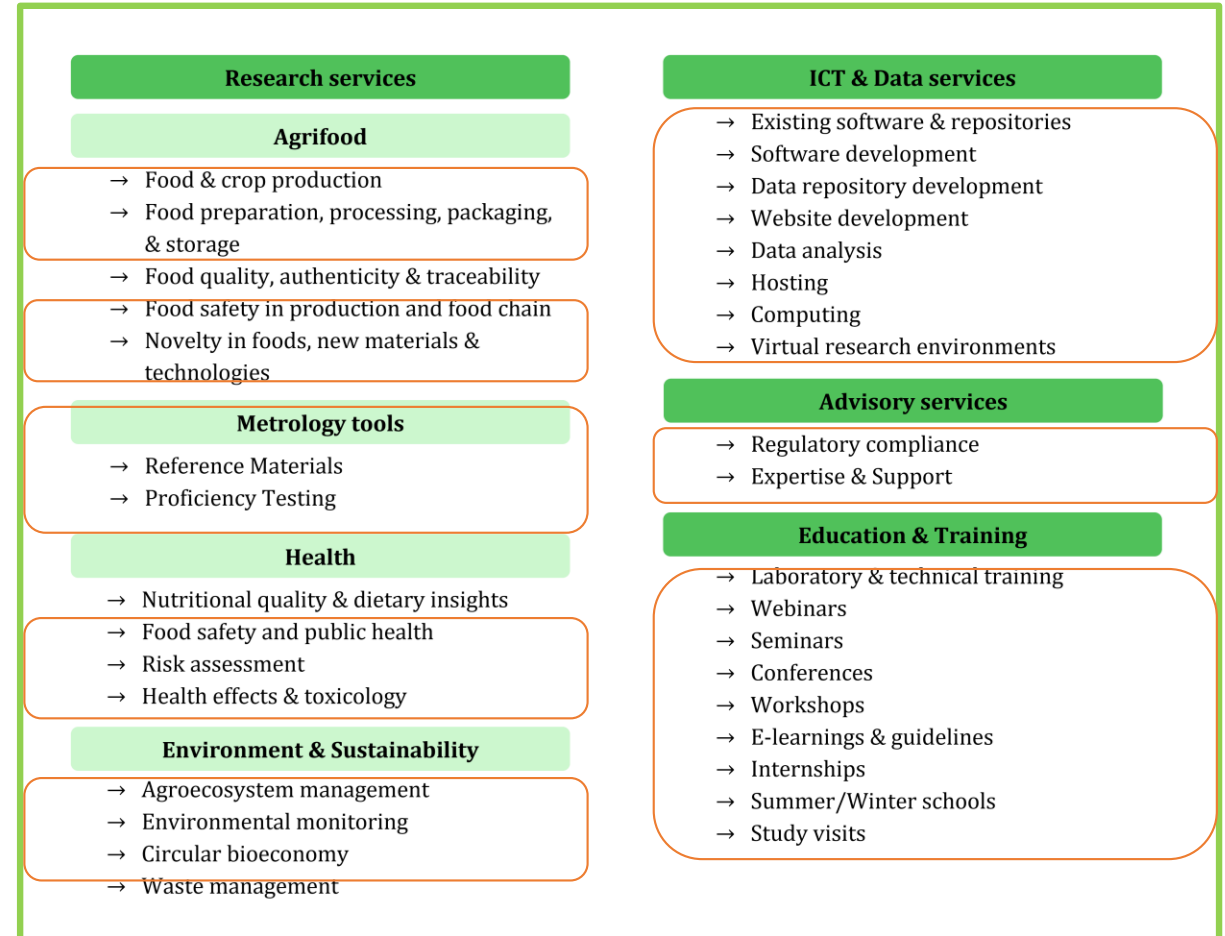 Research services
Agrifood
→ Food & crop production
→ Food preparation, processing, packaging,
& storage
→ Food quality, authenticity & traceability
→ Food safety in production and food chain
→ Novelty in foods, new materials &
technologies
Metrology tools
→ Reference Materials
→ Proficiency Testing
Health
→ Nutritional quality & dietary insights
→ Food safety and public health
→ Risk assessment
→ Health effects & toxicology
Environment & Sustainability
→ Agroecosystem management
→ Environmental monitoring
→ Circular bioeconomy
→ Waste management
ICT & Data services
→ Existing software & repositories
→ Software development
→ Data repository development
→ Website development
→ Data analysis
→ Hosting
→ Computing
→ Virtual research environments
Advisory services
→ Regulatory compliance
→ Expertise & Support
Education & Training
→ Laboratory & technical training
→ Webinars
→ Seminars
→ Conferences
→ Workshops
→ E-learnings & guidelines
→ Internships
→ Summer/Winter schools
→ Study visits